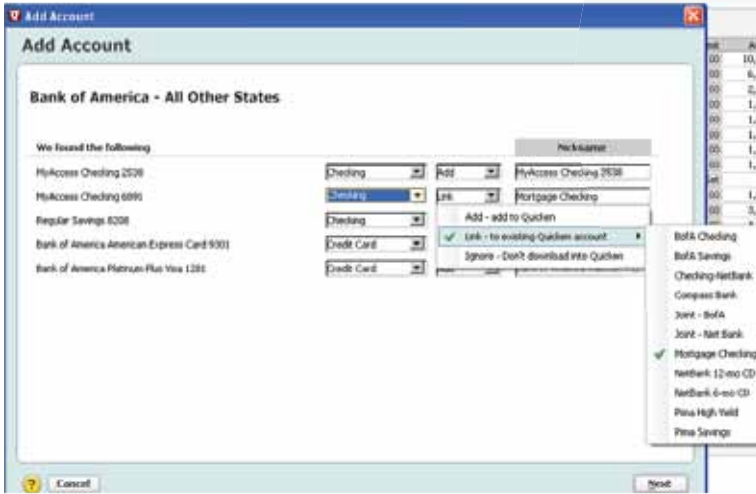 Add Account
Add Account
Bank of America - All Other States
We found the following
Nickname
MyAccess Checking 2538 Checking Add MyAccess Checking 2538
MyAccess Checking 6891 Checking Link Mortgage Checking
Regular Savings 8208 Checking
Bank of America American Express Card 9301 Credit Card
Bank of America Platinum Plus Visa 1281 Credit Card
Add - add to Quicken
Link - to existing Quicken account
Ignore - Don't download into Quicken
BofA Checking
BofA Savings
Checking-NetBank
Compass Bank
Joint - BofA
Joint - Net Bank
Mortgage Checking
NetBank 12-mo CD
NetBank 6-mo CD
Pima High Yield
Pima Savings
? Cancel
Next